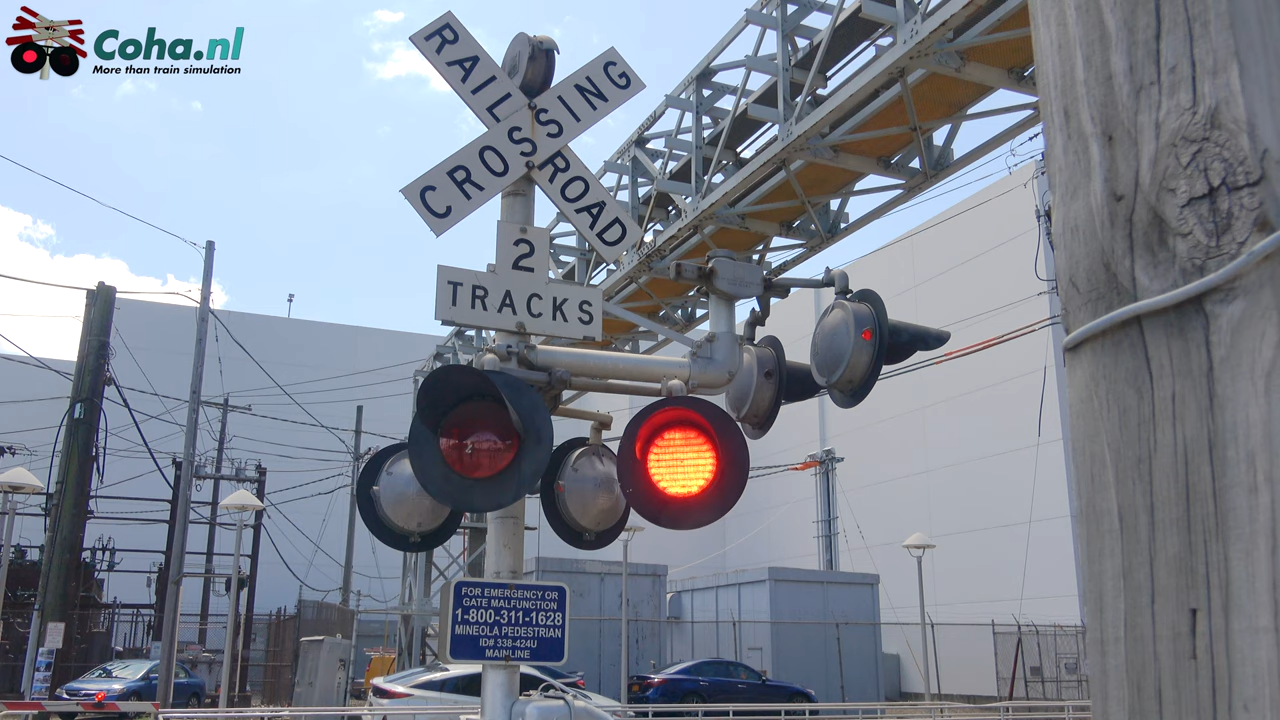 Coha.nl
More than train simulation
RAILROAD
CROSSING
2
TRACKS
FOR EMERGENCY OR
GATE MALFUNCTION
1-800-311-1628
MINEOLA PEDESTRIAN
ID# 338-424U
MAINLINE